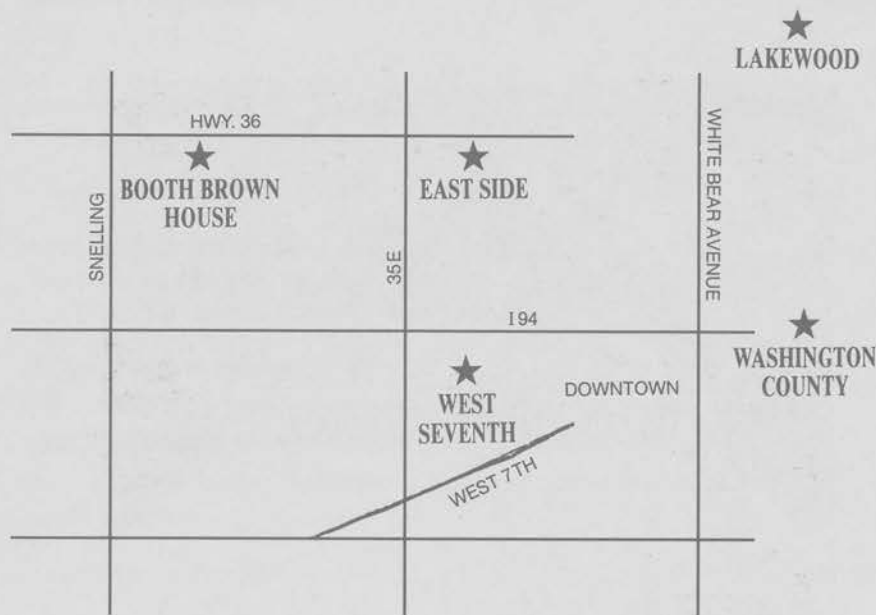 LAKEWOOD
HWY. 36
BOOTH BROWN
HOUSE
EAST SIDE
SNELLING
35E
WHITE BEAR AVENUE
I 94
WASHINGTON
COUNTY
WEST
SEVENTH
DOWNTOWN
WEST 7TH